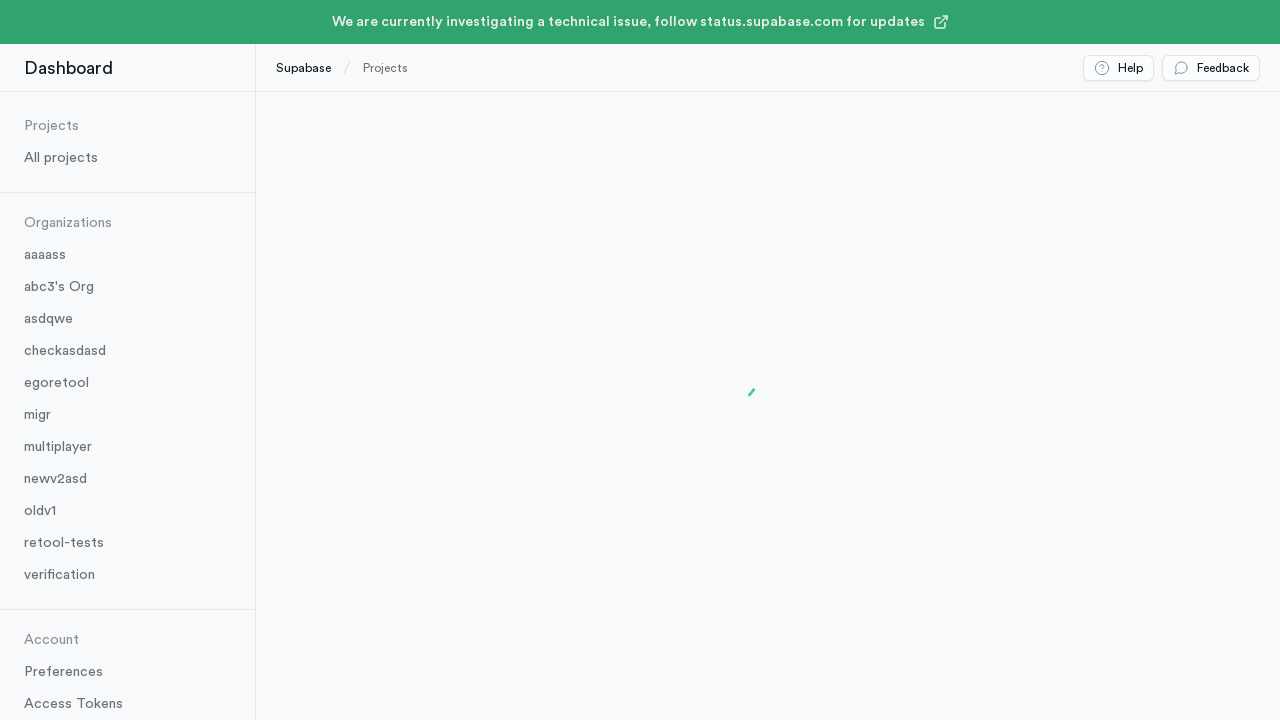 We are currently investigating a technical issue, follow status.supabase.com for updates
Dashboard
Supabase / Projects
Help
Feedback
Projects
All projects
Organizations
aaaass
abc3's Org
asdqwe
checkasdasd
egoretool
migr
multiplayer
newv2asd
oldv1
retool-tests
verification
Account
Preferences
Access Tokens